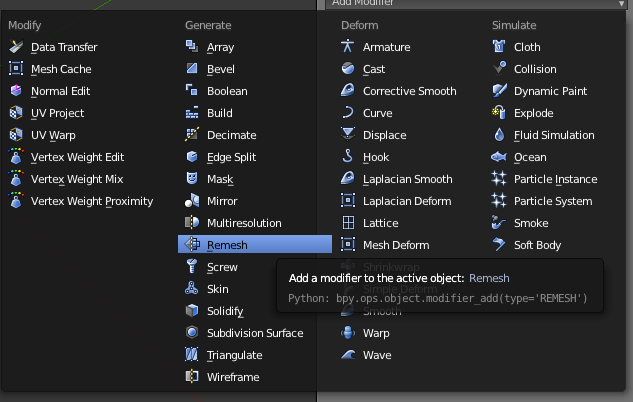 Add Modifier
Modify
Data Transfer
Mesh Cache
Normal Edit
UV Project
UV Warp
Vertex Weight Edit
Vertex Weight Mix
Vertex Weight Proximity
Generate
Array
Bevel
Boolean
Build
Decimate
Edge Split
Mask
Mirror
Multiresolution
Remesh
Screw
Skin
Solidify
Subdivision Surface
Triangulate
Wireframe
Deform
Armature
Cast
Corrective Smooth
Curve
Displace
Hook
Laplacian Smooth
Laplacian Deform
Lattice
Mesh Deform
Shrinkwrap
Simple Deform
Smooth
Warp
Wave
Simulate
Cloth
Collision
Dynamic Paint
Explode
Fluid Simulation
Ocean
Particle Instance
Particle System
Smoke
Soft Body
Add a modifier to the active object: Remesh
Python: bpy.ops.object.modifier_add(type='REMESH')